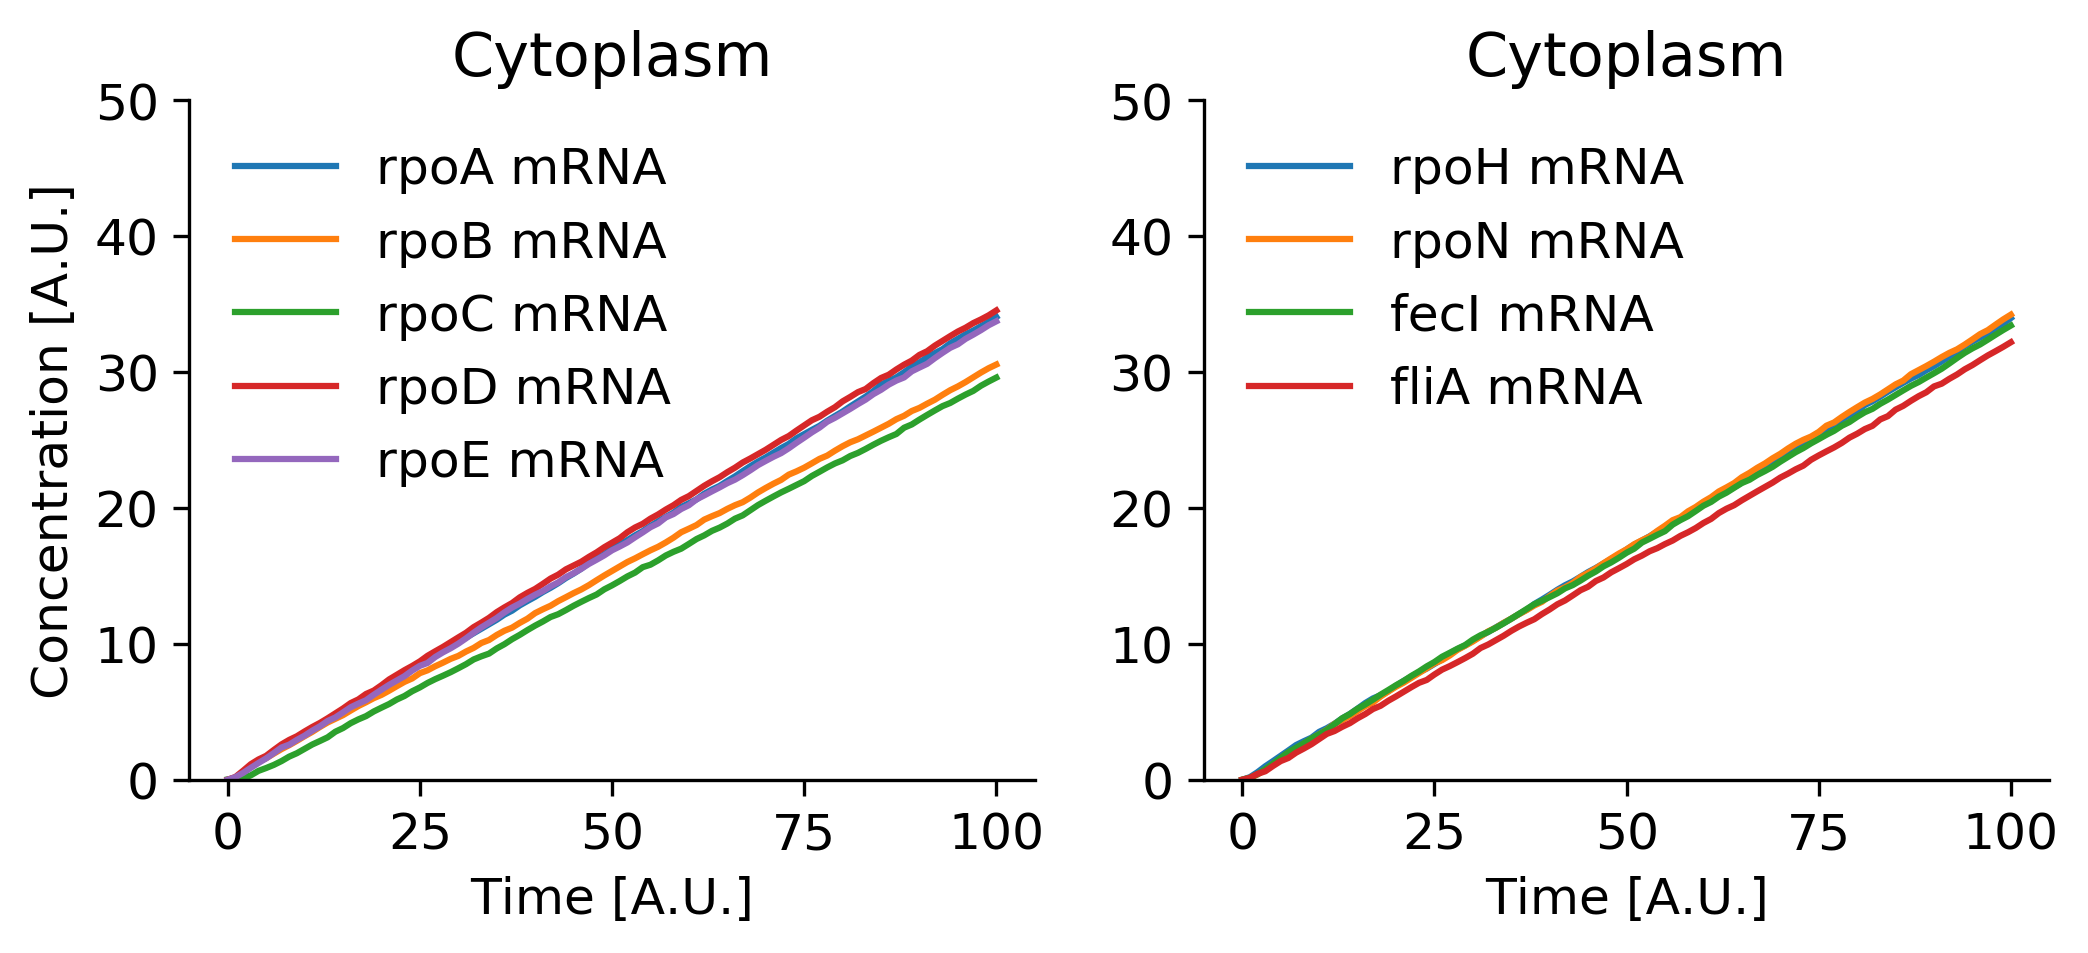 Cytoplasm
50
40
30
20
10
0
Concentration [A.U.]
rpoA mRNA
rpoB mRNA
rpoC mRNA
rpoD mRNA
rpoE mRNA
0 25 50 75 100
Time [A.U.]
Cytoplasm
50
40
30
20
10
0
rpoH mRNA
rpoN mRNA
fecI mRNA
fliA mRNA
0 25 50 75 100
Time [A.U.]